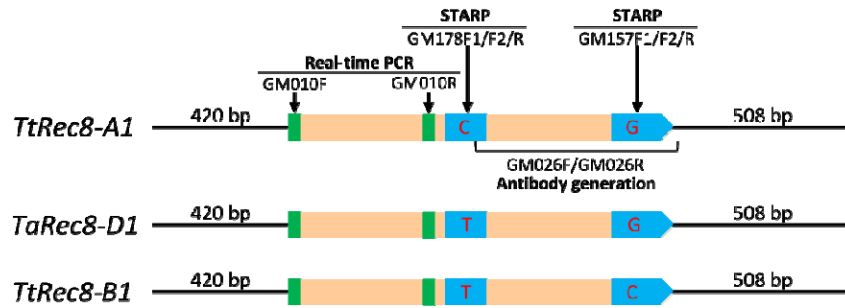 STARP STARP
GM178F1/F2/R GM157F1/F2/R
Real-time PCR
GM010F GM010R
TtRec8-A1 420 bp C G 508 bp
GM026F/GM026R
Antibody generation
TaRec8-D1 420 bp T G 508 bp
TtRec8-B1 420 bp T C 508 bp